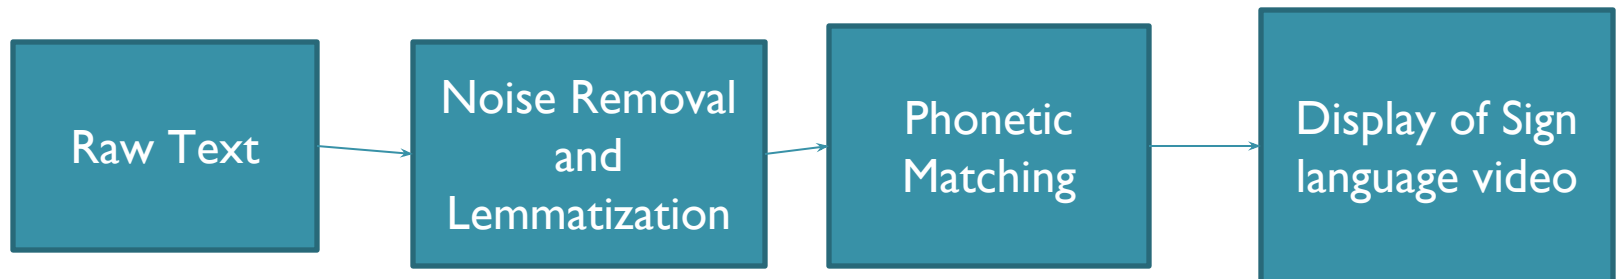 Raw Text
Noise Removal
and
Lemmatization
Phonetic
Matching
Display of Sign
language video